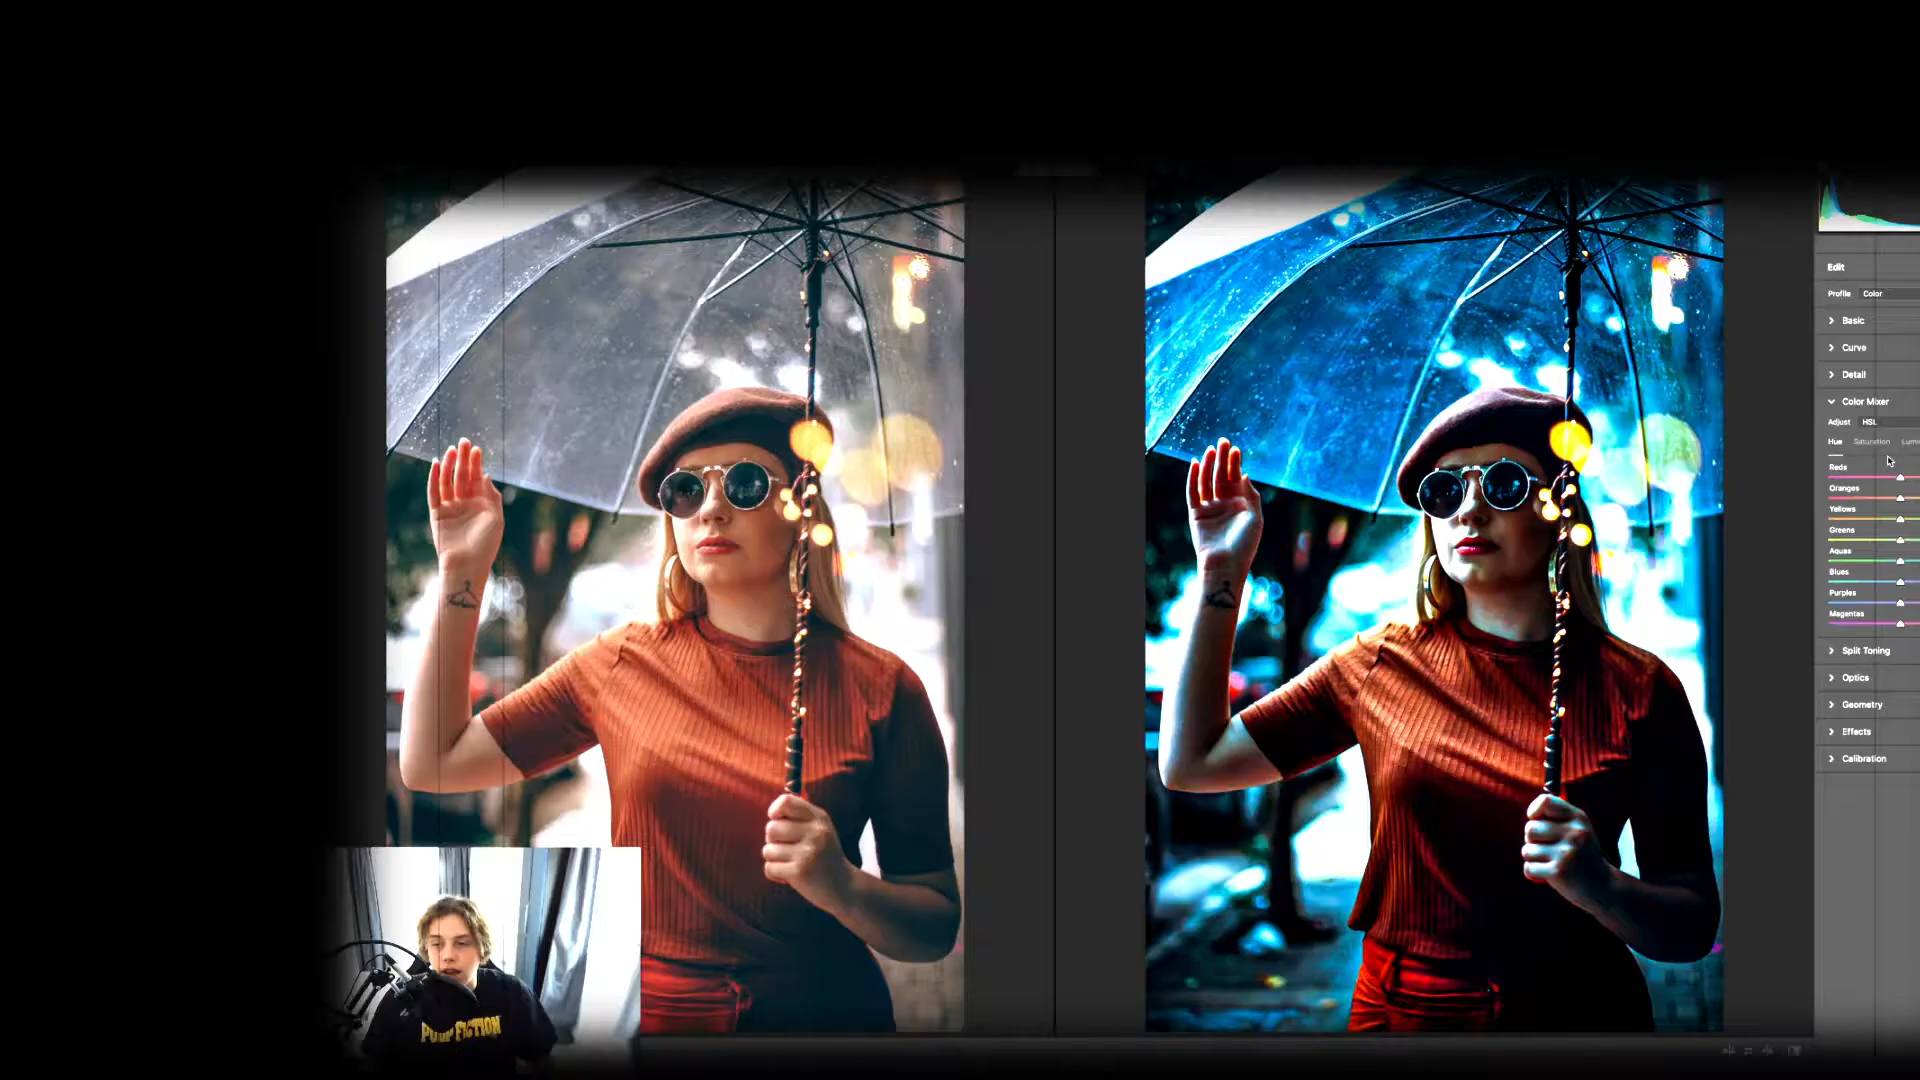 Edit
Profile Color
Basic
Curve
Detail
Color Mixer
Adjust HSL
Hue Saturation
Reds
Oranges
Yellows
Greens
Aquas
Blues
Purples
Magentas
Split Toning
Optics
Geometry
Effects
Calibration
PULP FICTION